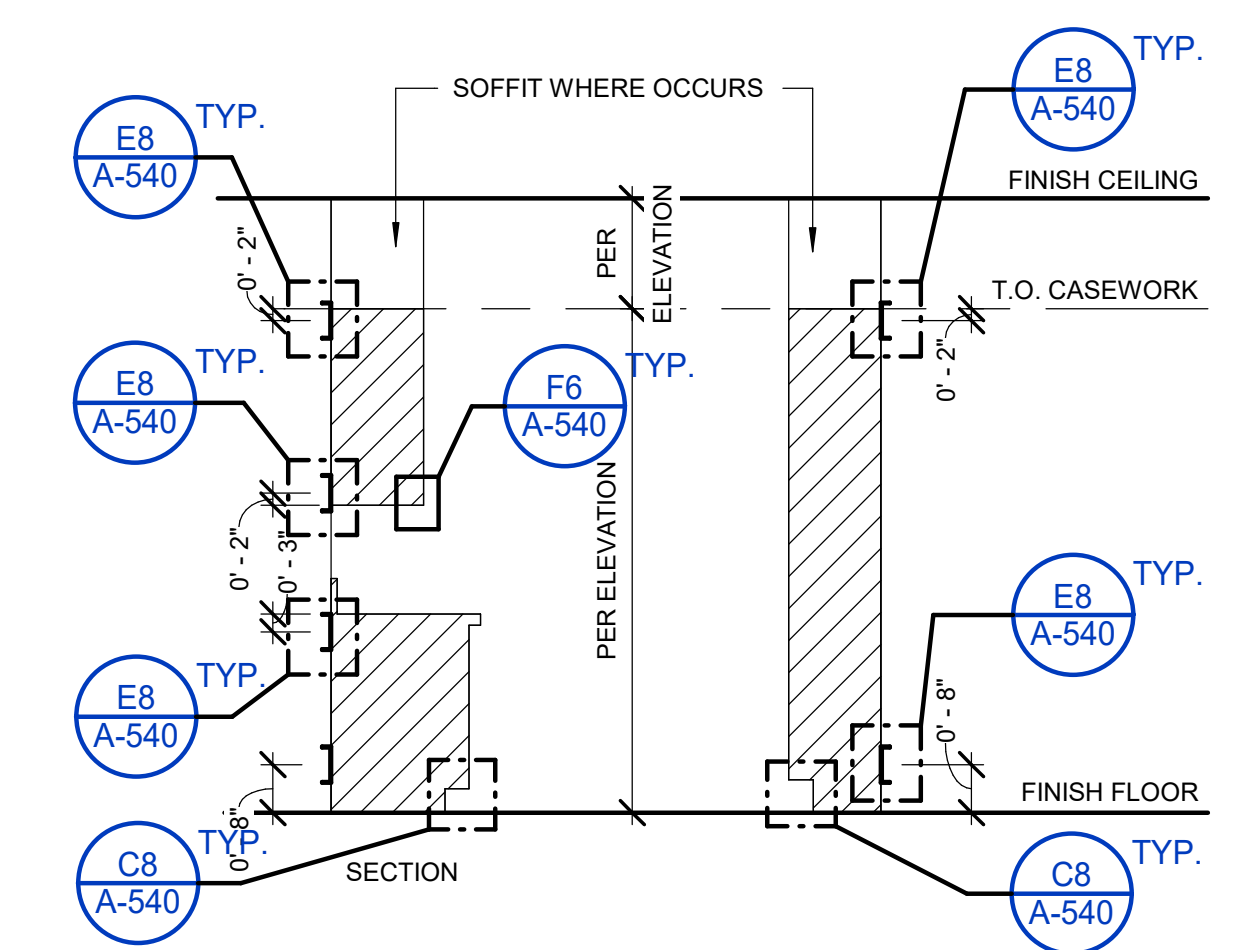 TYP.
E8
A-540
SOFFIT WHERE OCCURS
TYP.
E8
A-540
FINISH CEILING
PER
ELEVATION
0' - 2"
T.O. CASEWORK
0' - 2"
TYP.
E8
A-540
TYP.
F6
A-540
0' - 2"
0' - 3"
PER ELEVATION
TYP.
E8
A-540
TYP.
E8
A-540
0' - 8"
FINISH FLOOR
0' - 8"
TYP.
C8
A-540
SECTION
TYP.
C8
A-540